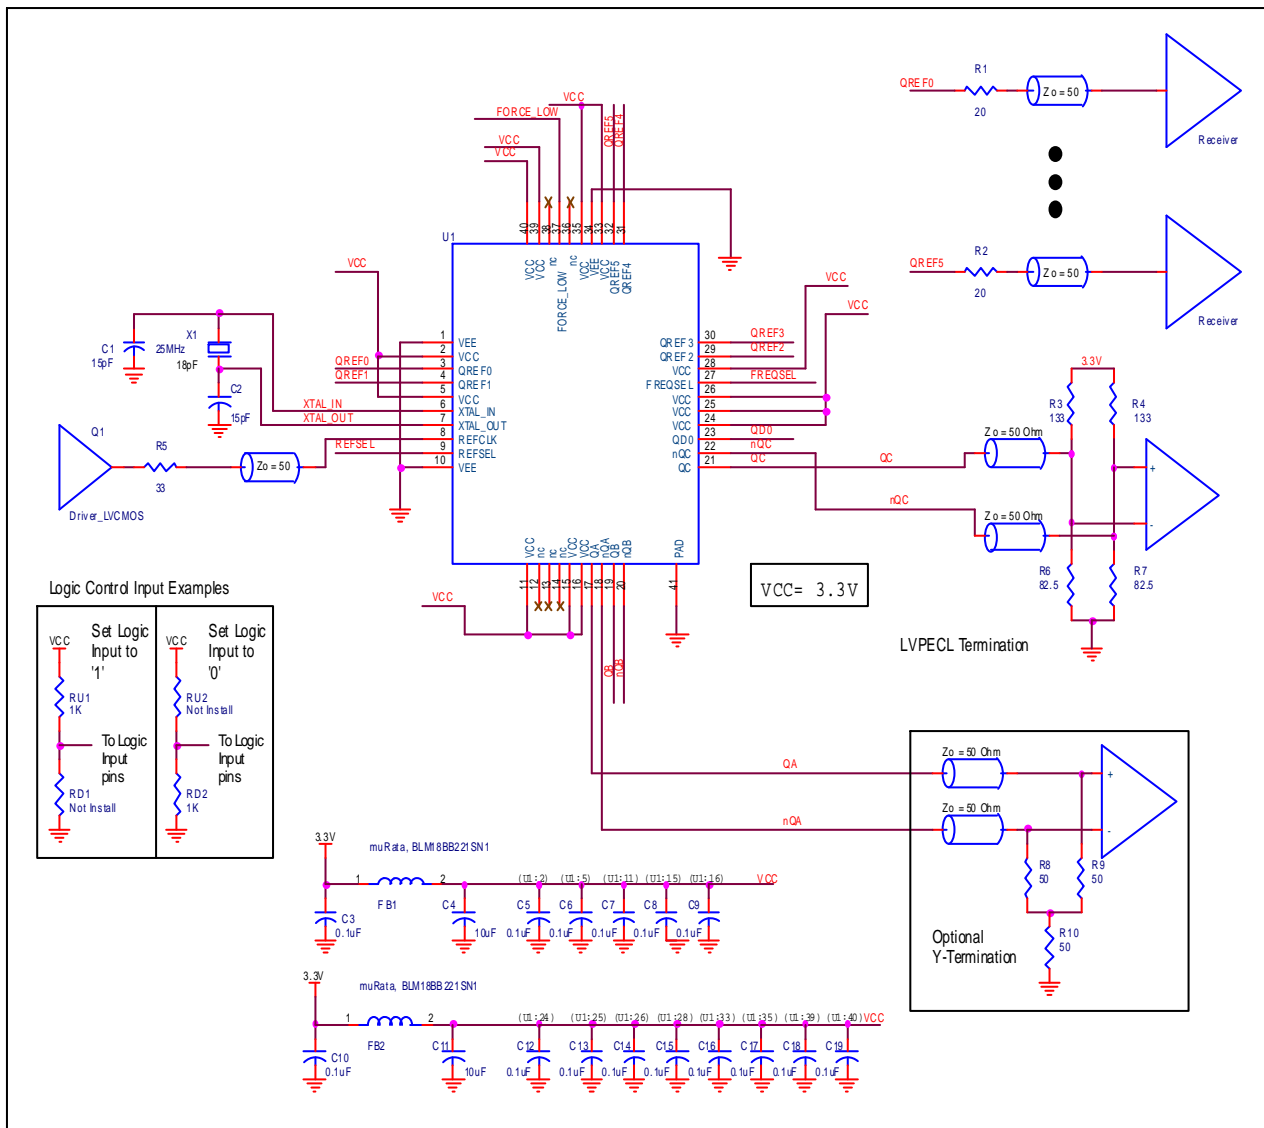 R1
QREF0
Zo = 50
20
Receiver
R2
QREF5
Zo = 50
20
Receiver
VCC
FORCE_LOW
VCC
VCC
QREF5
QREF4
40
39
38
37
36
35
34
33
32
31
U1
VCC
VCC
nc
FORCE_LOW
nc
VCC
VEE
VCC
QREF5
QREF4
VCC
VCC
VCC
C1
15pF
X1
25MHz
18pF
C2
15pF
QREF0
QREF1
XTAL_IN
XTAL_OUT
REFSEL
1 VEE
2 VCC
3 QREF0
4 QREF1
5 VCC
6 XTAL_IN
7 XTAL_OUT
8 REFCLK
9 REFSEL
10 VEE
QREF3 30 QREF3
QREF2 29 QREF2
VCC 28
FREQSEL 27 FREQSEL
VCC 26
VCC 25
VCC 24
QD0 23 QD0
nQC 22 nQC
QC 21 QC
Q1
R5
33
Zo = 50
Driver_LVCMOS
QC
nQC
Zo = 50 Ohm
Zo = 50 Ohm
3.3V
R3
133
R4
133
+
-
R6
82.5
R7
82.5
LVPECL Termination
VCC
nc
nc
nc
VCC
VCC
QA
nQA
QB
nQB
PAD
11
12
13
14
15
16
17
18
19
20
41
VCC
QB
nQB
VCC= 3.3V
Logic Control Input Examples
VCC
Set Logic
Input to
'1'
RU1
1K
To Logic
Input
pins
RD1
Not Install
VCC
Set Logic
Input to
'0'
RU2
Not Install
To Logic
Input
pins
RD2
1K
QA
nQA
Zo = 50 Ohm
Zo = 50 Ohm
+
-
R8
50
R9
50
R10
50
Optional
Y-Termination
3.3V
muRata, BLM18BB221SN1
1
2
FB1
(U1:2) (U1:5) (U1:11) (U1:15) (U1:16)
VCC
C3
0.1uF
C4
10uF
C5
0.1uF
C6
0.1uF
C7
0.1uF
C8
0.1uF
C9
0.1uF
3.3V
muRata, BLM18BB221SN1
1
2
FB2
(U1:24) (U1:25) (U1:26) (U1:28) (U1:33) (U1:35) (U1:39) (U1:40)
VCC
C10
0.1uF
C11
10uF
C12
0.1uF
C13
0.1uF
C14
0.1uF
C15
0.1uF
C16
0.1uF
C17
0.1uF
C18
0.1uF
C19
0.1uF